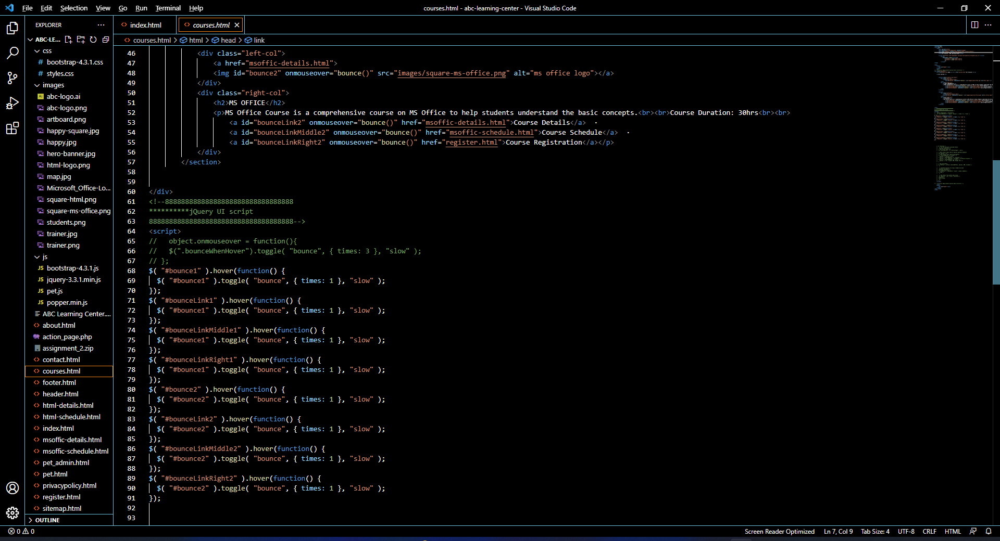 File Edit Selection View Go Run Terminal Help
courses.html - abc-learning-center - Visual Studio Code
EXPLORER
ABC-LE...
css
# bootstrap-4.3.1.css
# styles.css
images
Ai abc-logo.ai
abc-logo.png
artboard.png
happy-square.jpg
happy.jpg
hero-banner.jpg
html-logo.png
map.jpg
Microsoft_Office-Lo...
square-html.png
square-ms-office.png
students.png
trainer.jpg
trainer.png
js
JS bootstrap-4.3.1.js
JS jquery-3.3.1.min.js
JS pet.js
JS popper.min.js
ABC Learning Center....
<> about.html
action_page.php
assignment_2.zip
<> contact.html
<> courses.html
<> footer.html
<> header.html
<> html-details.html
<> html-schedule.html
<> index.html
<> msoffic-details.html
<> msoffic-schedule.html
<> pet_admin.html
<> pet.html
<> privacypolicy.html
<> register.html
<> sitemap.html
OUTLINE
<> index.html <> courses.html
<> courses.html > html > head > link
46 <div class="left-col">
47 <a href="msoffic-details.html">
48 <img id="bounce2" onmouseover="bounce()" src="images/square-ms-office.png" alt="ms office logo"></a>
49 </div>
50 <div class="right-col">
51 <h2>MS OFFICE</h2>
52 <p>MS Office Course is a comprehensive course on MS Office to help students understand the basic concepts.<br><br>Course Duration: 30hrs<br><br>
53 <a id="bounceLink2" onmouseover="bounce()" href="msoffic-details.html">Course Details</a> ·
54 <a id="bounceLinkMiddle2" onmouseover="bounce()" href="msoffic-schedule.html">Course Schedule</a> ·
55 <a id="bounceLinkRight2" onmouseover="bounce()" href="register.html">Course Registration</a></p>
56 </div>
57 </section>
58
59
60 </div>
61 <!--88888888888888888888888888888888
62 **********jQuery UI script
63 888888888888888888888888888888888888-->
64 <script>
65 // object.onmouseover = function(){
66 // $(".bounceWhenHover").toggle( "bounce", { times: 3 }, "slow" );
67 // };
68 $( "#bounce1" ).hover(function() {
69 $( "#bounce1" ).toggle( "bounce", { times: 1 }, "slow" );
70 });
71 $( "#bounceLink1" ).hover(function() {
72 $( "#bounce1" ).toggle( "bounce", { times: 1 }, "slow" );
73 });
74 $( "#bounceLinkMiddle1" ).hover(function() {
75 $( "#bounce1" ).toggle( "bounce", { times: 1 }, "slow" );
76 });
77 $( "#bounceLinkRight1" ).hover(function() {
78 $( "#bounce1" ).toggle( "bounce", { times: 1 }, "slow" );
79 });
80 $( "#bounce2" ).hover(function() {
81 $( "#bounce2" ).toggle( "bounce", { times: 1 }, "slow" );
82 });
83 $( "#bounceLink2" ).hover(function() {
84 $( "#bounce2" ).toggle( "bounce", { times: 1 }, "slow" );
85 });
86 $( "#bounceLinkMiddle2" ).hover(function() {
87 $( "#bounce2" ).toggle( "bounce", { times: 1 }, "slow" );
88 });
89 $( "#bounceLinkRight2" ).hover(function() {
90 $( "#bounce2" ).toggle( "bounce", { times: 1 }, "slow" );
91 });
92
93
0 0 Screen Reader Optimized Ln 7, Col 9 Tab Size: 4 UTF-8 CRLF HTML